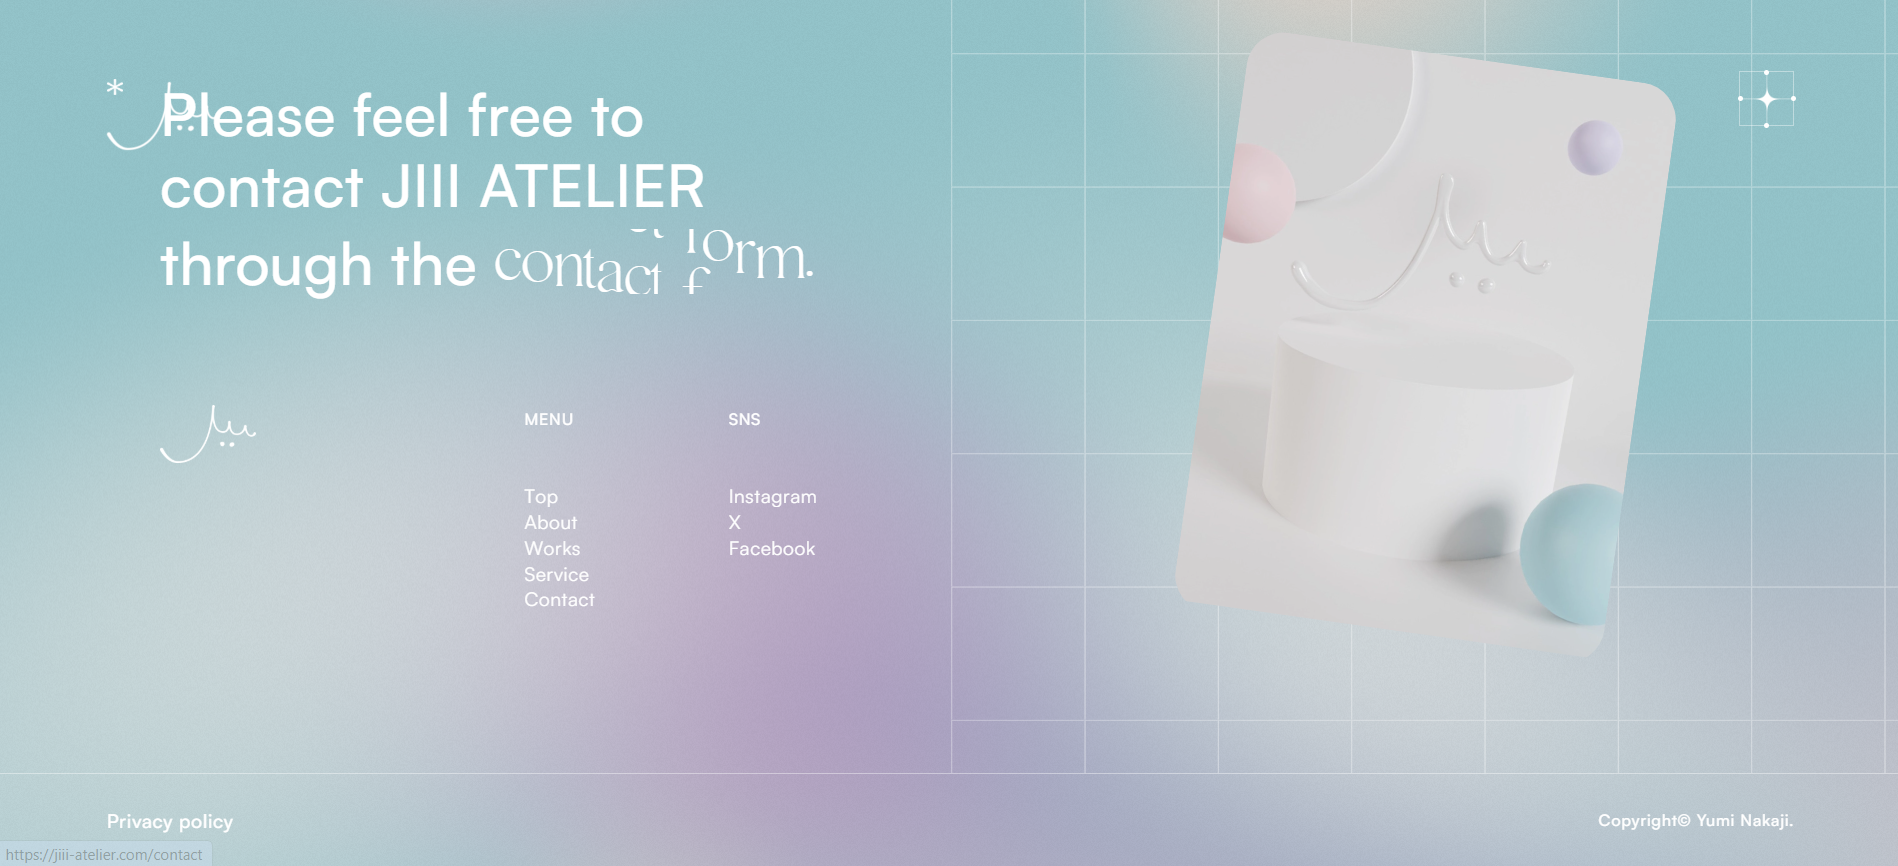 *
Please feel free to
contact JIII ATELIER
through the contact form.
MENU
Top
About
Works
Service
Contact
SNS
Instagram
X
Facebook
Privacy policy
Copyright© Yumi Nakaji.
https://jiii-atelier.com/contact